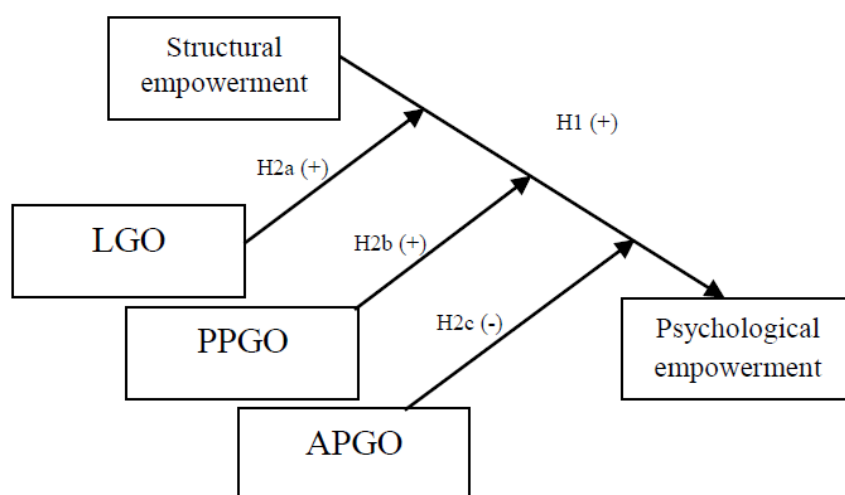 Structural
empowerment
H1 (+)
H2a (+)
LGO
H2b (+)
PPGO
H2c (-)
Psychological
empowerment
APGO